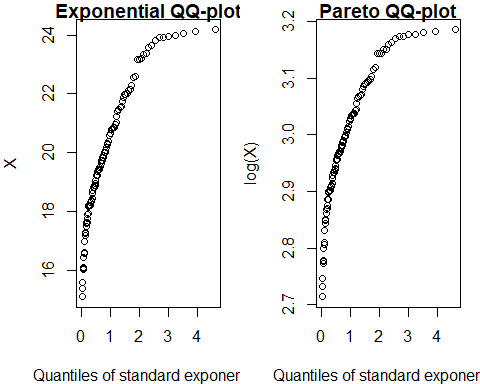 Exponential QQ-plot
X
16 18 20 22 24
0 1 2 3 4
Quantiles of standard exponer
Pareto QQ-plot
log(X)
2.7 2.8 2.9 3.0 3.1 3.2
0 1 2 3 4
Quantiles of standard exponer